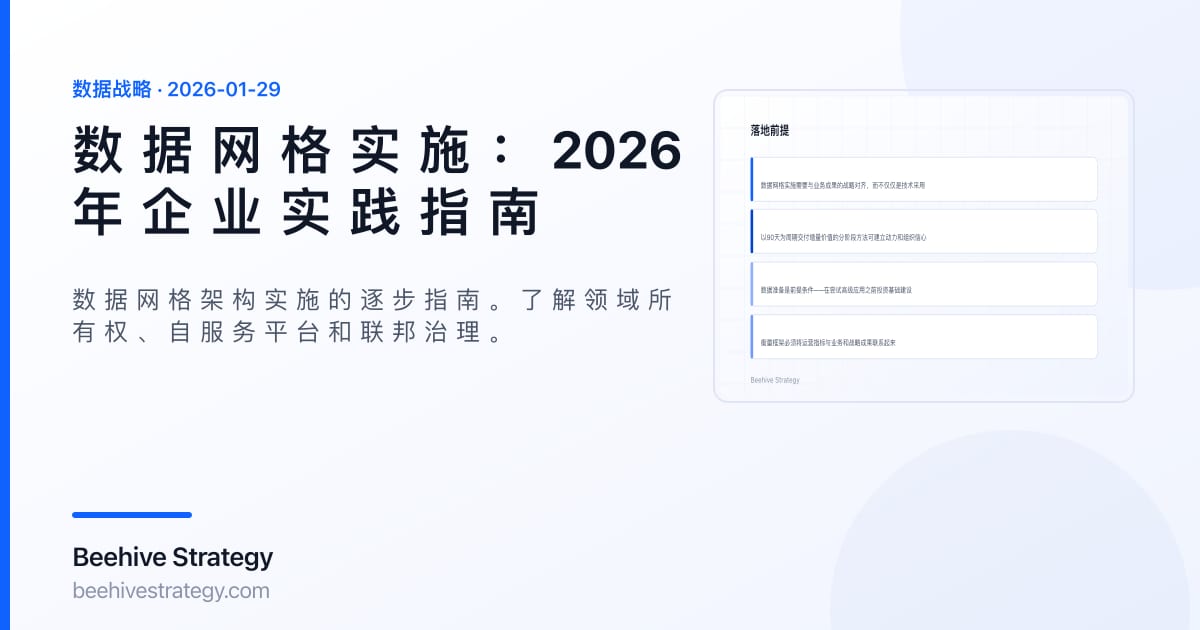 数据战略 · 2026-01-29
数据网格实施：2026
年企业实践指南
数据网格架构实施的逐步指南。了解领域所
有权、自服务平台和联邦治理。
落地前提
数据网格实施需要与业务成果的战略对齐，而不仅仅是技术采用
以90天为周期交付增量价值的分阶段方法可建立动力和组织信心
数据准备是前提条件——在尝试高级应用之前投资基础建设
衡量框架必须将运营指标与业务和战略成果联系起来
Beehive Strategy
Beehive Strategy
beehivestrategy.com